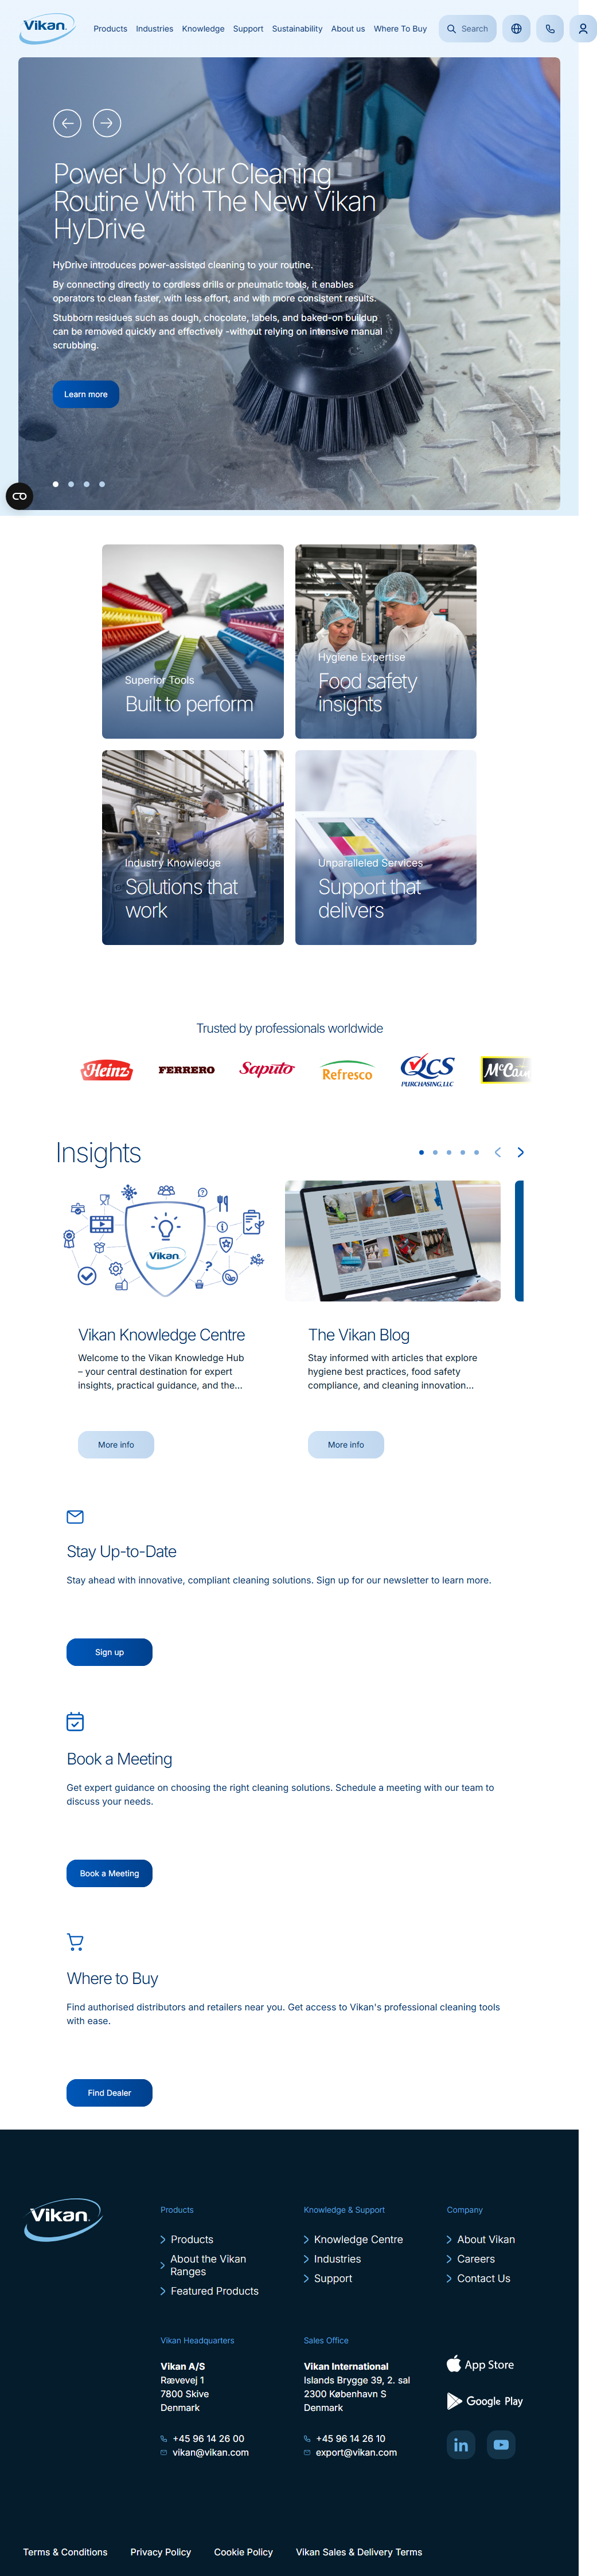 Vikan
Products Industries Knowledge Support Sustainability About us Where To Buy Search
Power Up Your Cleaning
Routine With The New Vikan
HyDrive
HyDrive introduces power-assisted cleaning to your routine.
By connecting directly to cordless drills or pneumatic tools, it enables
operators to clean faster, with less effort, and with more consistent results.
Stubborn residues such as dough, chocolate, labels, and baked-on buildup
can be removed quickly and effectively -without relying on intensive manual
scrubbing.
Learn more
Superior Tools
Built to perform
Hygiene Expertise
Food safety
insights
Industry Knowledge
Solutions that
work
Unparalleled Services
Support that
delivers
Trusted by professionals worldwide
Heinz FERRERO Saputo Refresco QCS
PURCHASING, LLC
Insights
Vikan
Vikan Knowledge Centre
Welcome to the Vikan Knowledge Hub
– your central destination for expert
insights, practical guidance, and the...
More info
The Vikan Blog
Stay informed with articles that explore
hygiene best practices, food safety
compliance, and cleaning innovation...
More info
Stay Up-to-Date
Stay ahead with innovative, compliant cleaning solutions. Sign up for our newsletter to learn more.
Sign up
Book a Meeting
Get expert guidance on choosing the right cleaning solutions. Schedule a meeting with our team to
discuss your needs.
Book a Meeting
Where to Buy
Find authorised distributors and retailers near you. Get access to Vikan's professional cleaning tools
with ease.
Find Dealer
Vikan
Products
Products
About the Vikan
Ranges
Featured Products
Knowledge & Support
Knowledge Centre
Industries
Support
Company
About Vikan
Careers
Contact Us
Vikan Headquarters
Vikan A/S
Rævevej 1
7800 Skive
Denmark
+45 96 14 26 00
vikan@vikan.com
Sales Office
Vikan International
Islands Brygge 39, 2. sal
2300 København S
Denmark
+45 96 14 26 10
export@vikan.com
App Store
Google Play
in
Terms & Conditions Privacy Policy Cookie Policy Vikan Sales & Delivery Terms